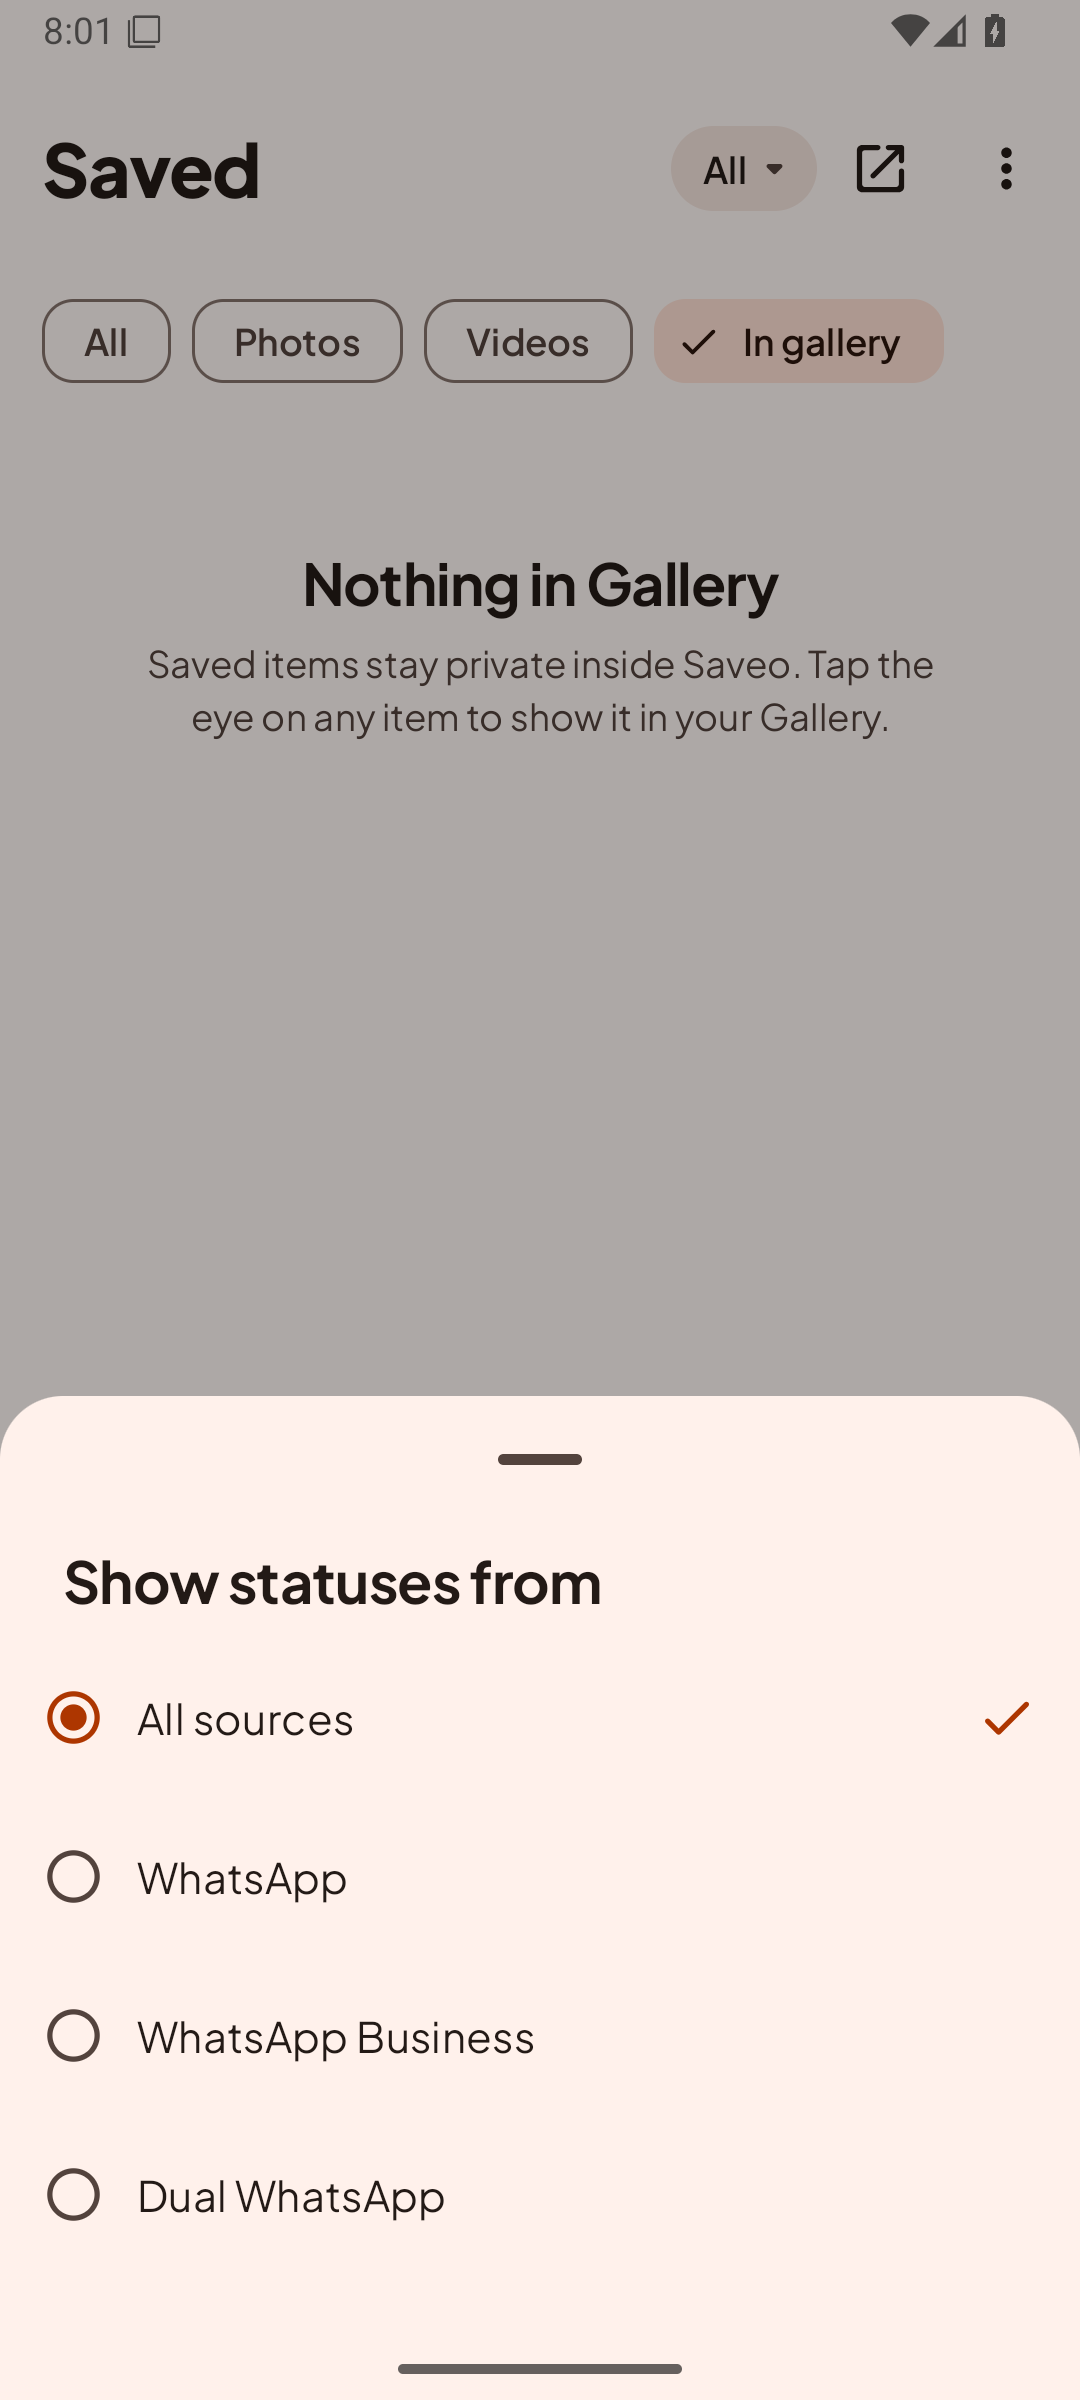 8:01
Saved
All
All
Photos
Videos
In gallery
Nothing in Gallery
Saved items stay private inside Saveo. Tap the
eye on any item to show it in your Gallery.
Show statuses from
All sources
WhatsApp
WhatsApp Business
Dual WhatsApp